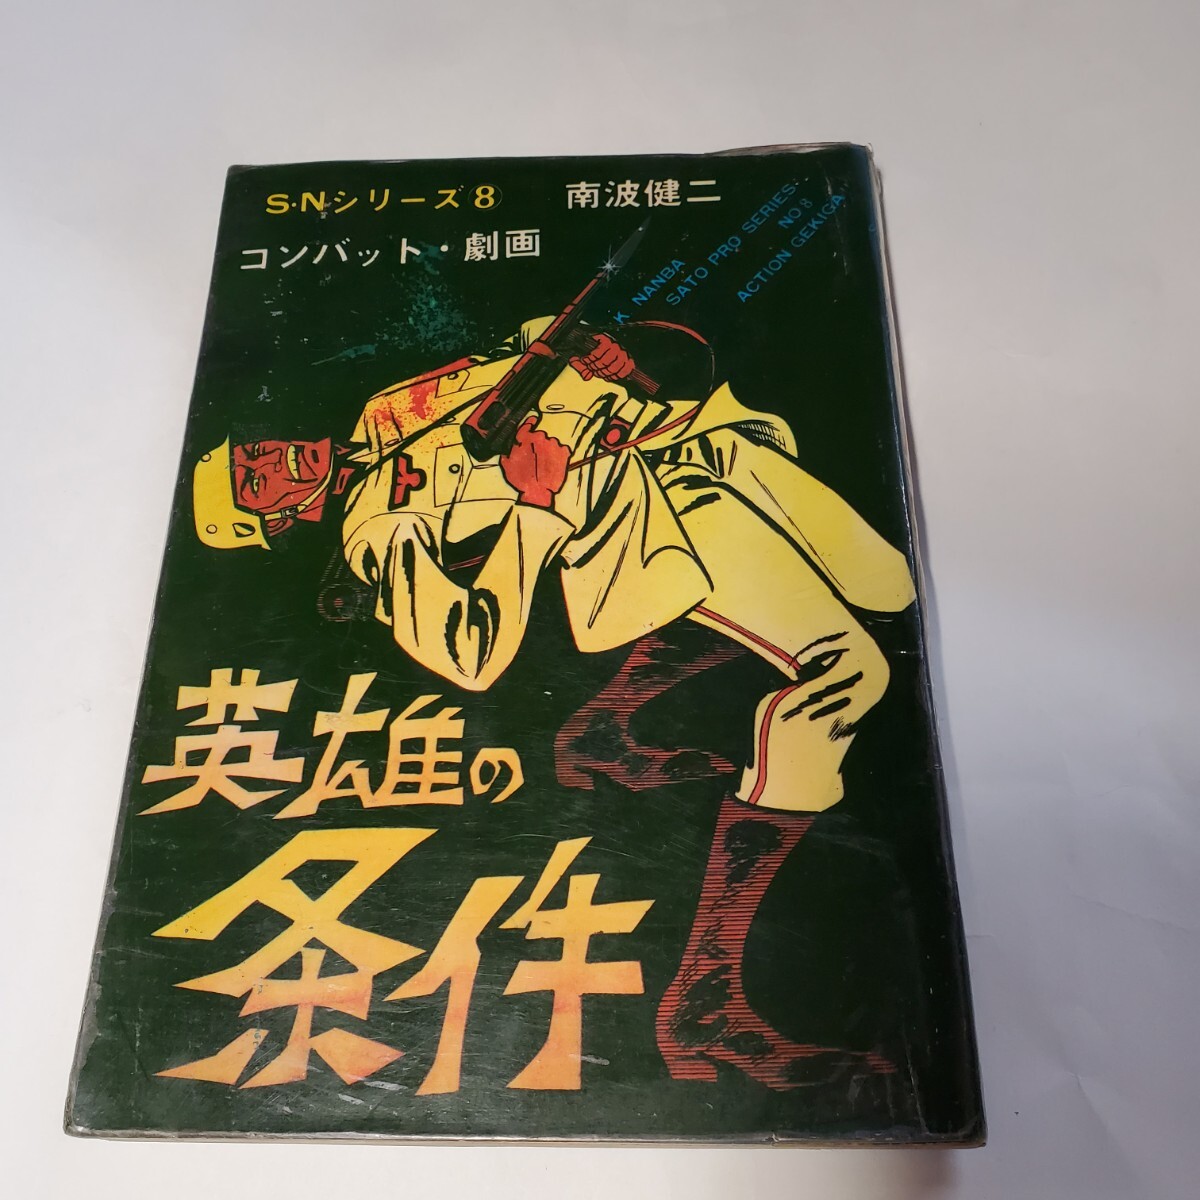 S·Nシリーズ⑧
南波健二
コンバット・劇画
K NANBA
SATO PRO SERIES..
NO 8
ACTION GEKIGA
英雄の
条件